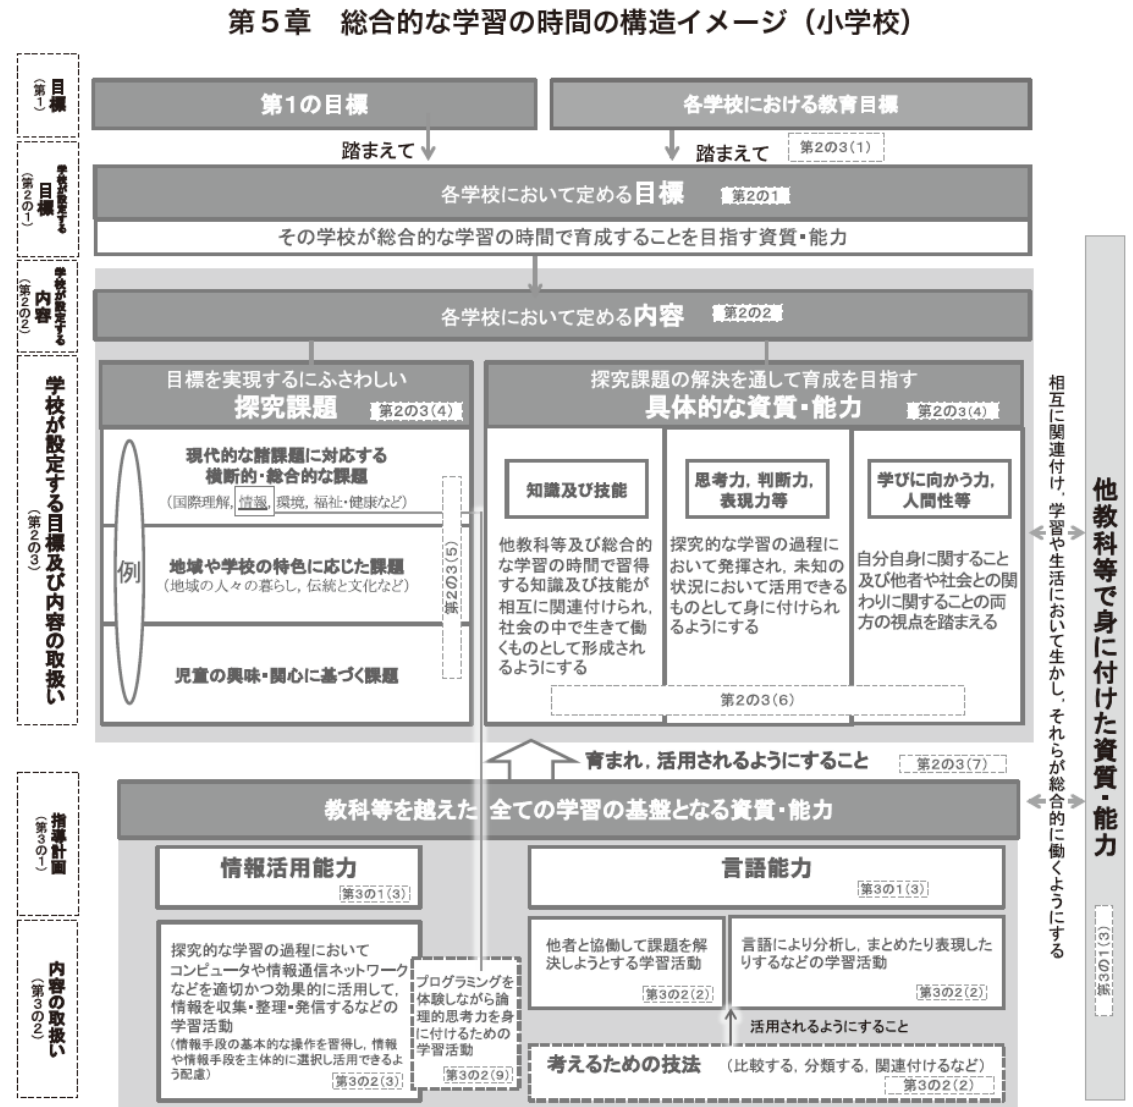 第5章　総合的な学習の時間の構造イメージ（小学校）
目標
（第1）
第1の目標
各学校における教育目標
踏まえて
踏まえて
第2の3(1)
学校が設定する
目標
（第2の1）
各学校において定める目標　第2の1
その学校が総合的な学習の時間で育成することを目指す資質・能力
学校が設定する
内容
（第2の2）
各学校において定める内容　第2の2
学校が設定する目標及び内容の取扱い
（第2の3）
目標を実現するにふさわしい
探究課題　第2の3(4)
例
現代的な諸課題に対応する
横断的・総合的な課題
（国際理解, 情報, 環境, 福祉・健康など）
地域や学校の特色に応じた課題
（地域の人々の暮らし, 伝統と文化など）
児童の興味・関心に基づく課題
第2の3(5)
探究課題の解決を通して育成を目指す
具体的な資質・能力　第2の3(4)
知識及び技能
他教科等及び総合的
な学習の時間で習得
する知識及び技能が
相互に関連付けられ,
社会の中で生きて働
くものとして形成され
るようにする
思考力, 判断力,
表現力等
探究的な学習の過程に
おいて発揮され, 未知の
状況において活用できる
ものとして身に付けられ
るようにする
学びに向かう力,
人間性等
自分自身に関すること
及び他者や社会との関
わりに関することの両
方の視点を踏まえる
第2の3(6)
育まれ, 活用されるようにすること
第2の3(7)
指導計画
（第3の1）
教科等を越えた 全ての学習の基盤となる資質・能力
情報活用能力
第3の1(3)
言語能力
第3の1(3)
内容の取扱い
（第3の2）
探究的な学習の過程において
コンピュータや情報通信ネットワーク
などを適切かつ効果的に活用して,
情報を収集・整理・発信するなどの
学習活動
（情報手段の基本的な操作を習得し, 情報
や情報手段を主体的に選択し活用できるよ
う配慮）
第3の2(3)
プログラミングを
体験しながら論
理的思考力を身
に付けるための
学習活動
第3の2(9)
他者と協働して課題を解
決しようとする学習活動
第3の2(2)
言語により分析し, まとめたり表現した
りするなどの学習活動
第3の2(2)
活用されるようにすること
考えるための技法　（比較する, 分類する, 関連付けるなど）
第3の2(2)
相互に関連付け, 学習や生活において生かし, それらが総合的に働くようにする
他教科等で身に付けた資質・能力
第3の1(3)